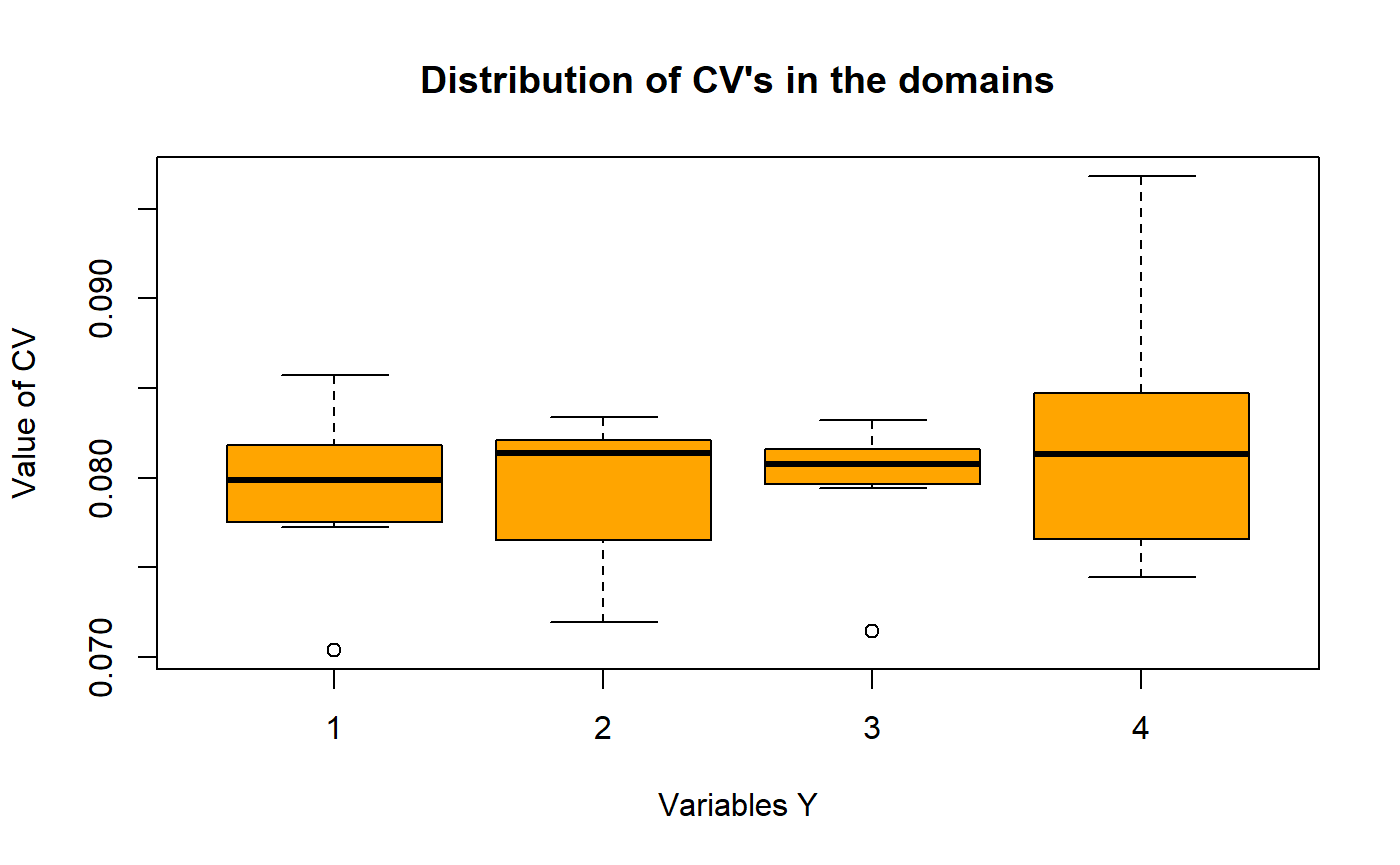 Distribution of CV's in the domains
Value of CV
0.090
0.080
0.070
1 2 3 4
Variables Y